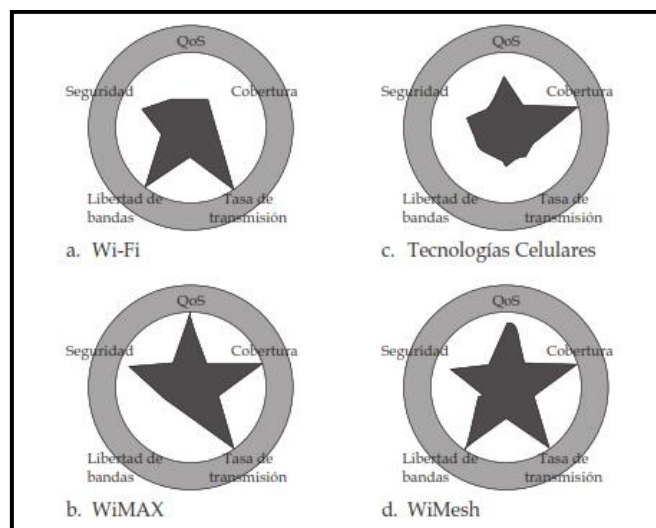 QoS
Seguridad
Cobertura
Libertad de
bandas
Tasa de
transmisión
a. Wi-Fi
QoS
Seguridad
Cobertura
Libertad de
bandas
Tasa de
transmisión
c. Tecnologías Celulares
QoS
Seguridad
Cobertura
Libertad de
bandas
Tasa de
transmisión
b. WiMAX
QoS
Seguridad
Cobertura
Libertad de
bandas
Tasa de
transmisión
d. WiMesh